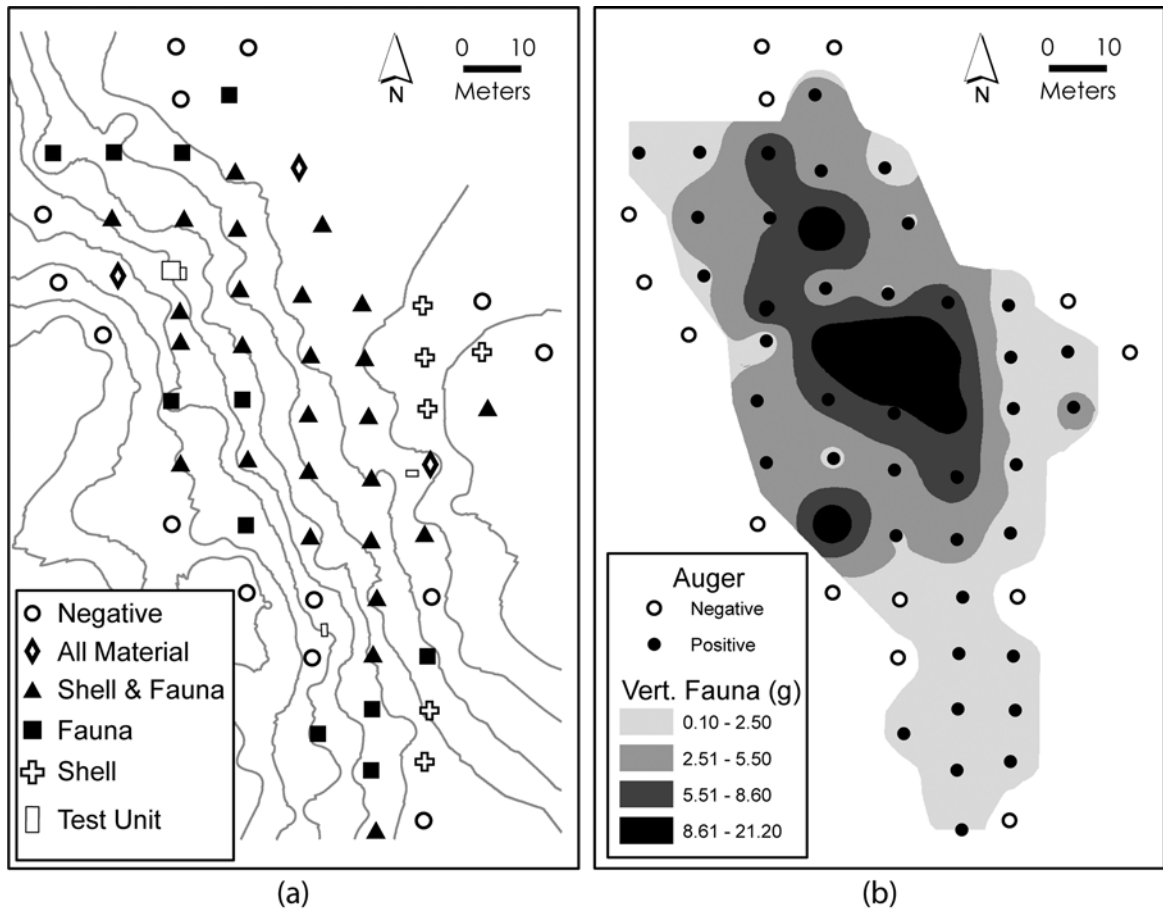 N
0 10
Meters
Negative
All Material
Shell & Fauna
Fauna
Shell
Test Unit
(a)
N
0 10
Meters
Auger
Negative
Positive
Vert. Fauna (g)
0.10 - 2.50
2.51 - 5.50
5.51 - 8.60
8.61 - 21.20
(b)